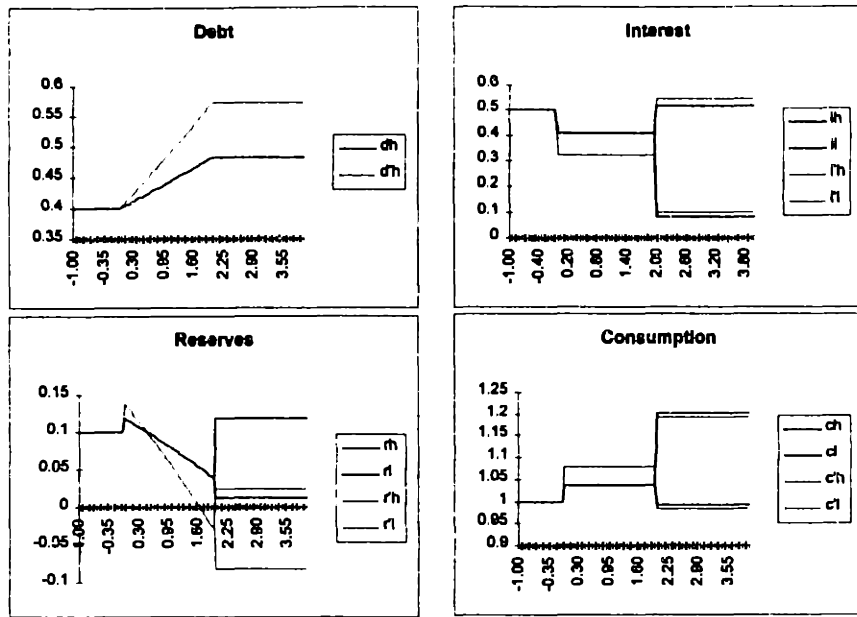 Debt
0.6
0.55
0.5
0.45
0.4
0.35
-1.00 -0.35 0.30 0.95 1.60 2.25 2.90 3.55
dh
d'h
Interest
0.6
0.5
0.4
0.3
0.2
0.1
0
-1.00 -0.40 0.20 0.80 1.40 2.00 2.60 3.20 3.80
ih
il
i'h
i'l
Reserves
0.15
0.1
0.05
0
-0.05
-0.1
-1.00 -0.35 0.30 0.95 1.60 2.25 2.90 3.55
rh
rl
r'h
r'l
Consumption
1.25
1.2
1.15
1.1
1.05
1
0.95
0.9
-1.00 -0.35 0.30 0.95 1.60 2.25 2.90 3.55
ch
cl
c'h
c'l